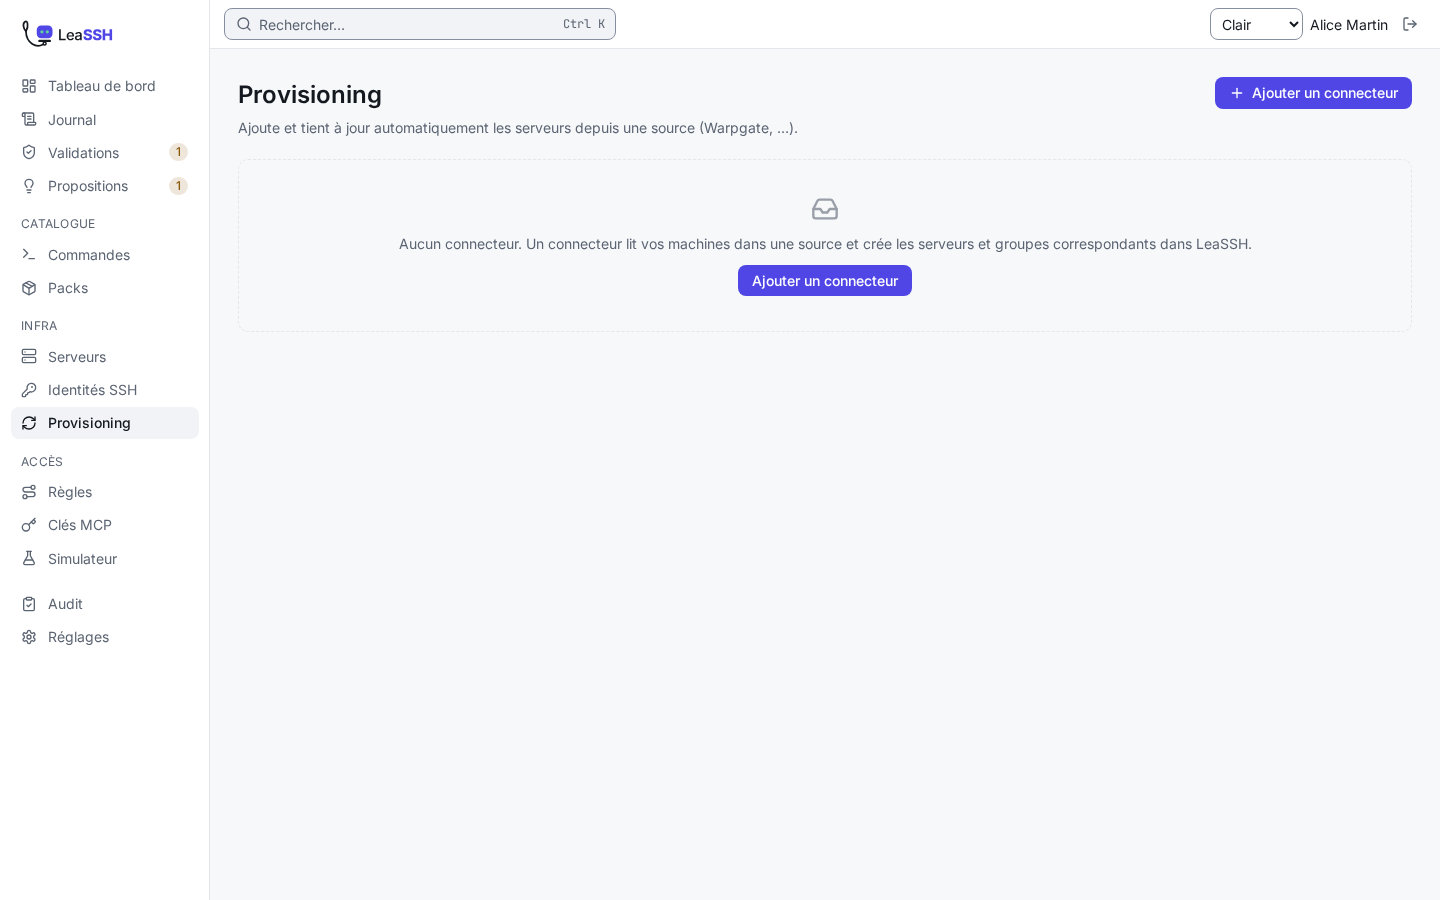 LeaSSH
Rechercher...
Ctrl K
Clair
Alice Martin
Tableau de bord
Journal
Validations 1
Propositions 1
CATALOGUE
Commandes
Packs
INFRA
Serveurs
Identités SSH
Provisioning
ACCÈS
Règles
Clés MCP
Simulateur
Audit
Réglages
Provisioning
Ajouter un connecteur
Ajoute et tient à jour automatiquement les serveurs depuis une source (Warpgate, ...).
Aucun connecteur. Un connecteur lit vos machines dans une source et crée les serveurs et groupes correspondants dans LeaSSH.
Ajouter un connecteur